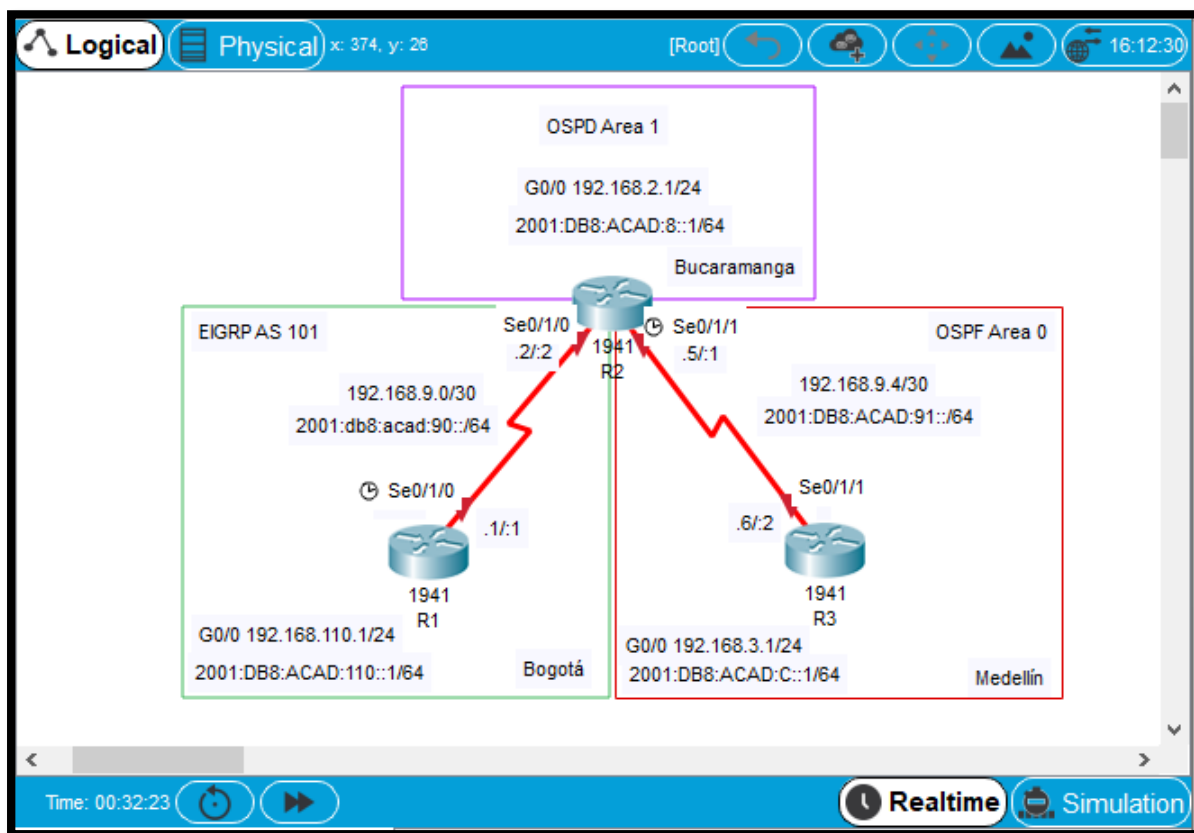 Logical Physical x: 374, y: 26 [Root] 16:12:30
OSPD Area 1
G0/0 192.168.2.1/24
2001:DB8:ACAD:8::1/64
Bucaramanga
EIGRP AS 101
Se0/1/0
.2/:2
1941
R2
Se0/1/1
.5/:1
OSPF Area 0
192.168.9.0/30
2001:db8:acad:90::/64
192.168.9.4/30
2001:DB8:ACAD:91::/64
Se0/1/0
.1/:1
Se0/1/1
.6/:2
1941
R1
1941
R3
G0/0 192.168.110.1/24
2001:DB8:ACAD:110::1/64
Bogotá
G0/0 192.168.3.1/24
2001:DB8:ACAD:C::1/64
Medellín
Time: 00:32:23 Realtime Simulation